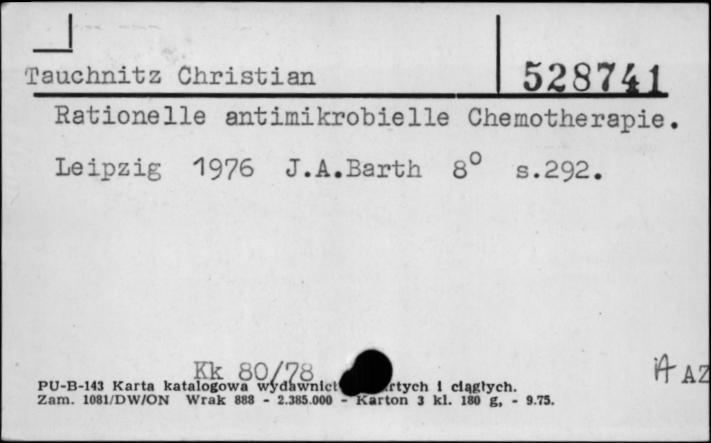 Tauchnitz Christian 528741
Rationelle antimikrobielle Chemotherapie.
Leipzig 1976 J.A.Barth 8° s.292.
Kk 80/78
AZ
PU-B-143 Karta katalogowa wydawnict rtych i ciągłych.
Zam. 1081/DW/ON Wrak 888 - 2.385.000 - Karton 3 kl. 180 g, - 9.75.